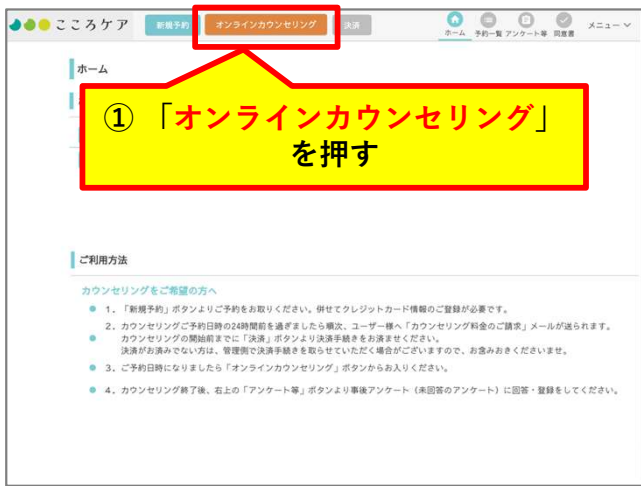 こころケア 新規予約 オンラインカウンセリング 決済 ホーム 予約一覧 アンケート等 同意書 メニュー
ホーム
① 「オンラインカウンセリング」
を押す
ご利用方法
カウンセリングをご希望の方へ
1、「新規予約」ボタンよりご予約をお取りください。併せてクレジットカード情報のご登録が必要です。
2、カウンセリングご予約日時の24時間前を過ぎましたら順次、ユーザー様へ「カウンセリング料金のご請求」メールが送られます。
カウンセリングの開始前までに「決済」ボタンより決済手続きをお済ませください。
決済がお済みでない方は、管理側で決済手続きを取らせていただく場合がございますので、お含みおきくださいませ。
3、ご予約日時になりましたら「オンラインカウンセリング」ボタンからお入りください。
4、カウンセリング終了後、右上の「アンケート等」ボタンより事後アンケート（未回答のアンケート）に回答・登録をしてください。